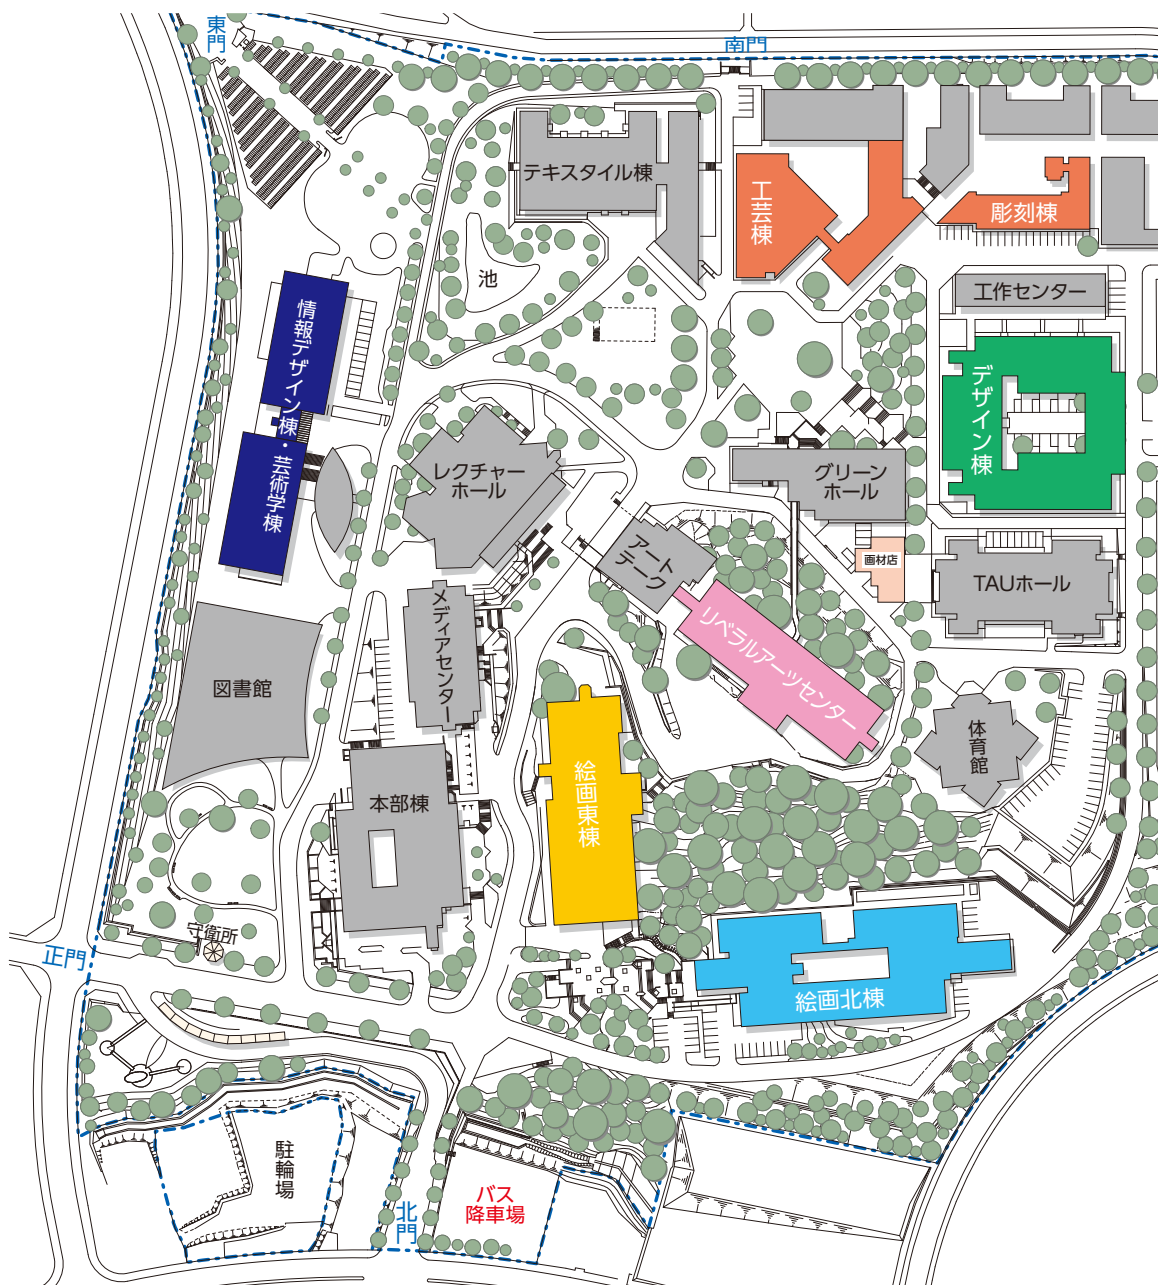 東門
南門
テキスタイル棟
工芸棟
彫刻棟
池
工作センター
情報デザイン棟・芸術学棟
デザイン棟
レクチャー
ホール
グリーン
ホール
アート
テーク
画材店
TAUホール
メディアセンター
リベラルアーツセンター
図書館
体育館
絵画東棟
本部棟
守衛所
正門
絵画北棟
駐輪場
バス
降車場
北門